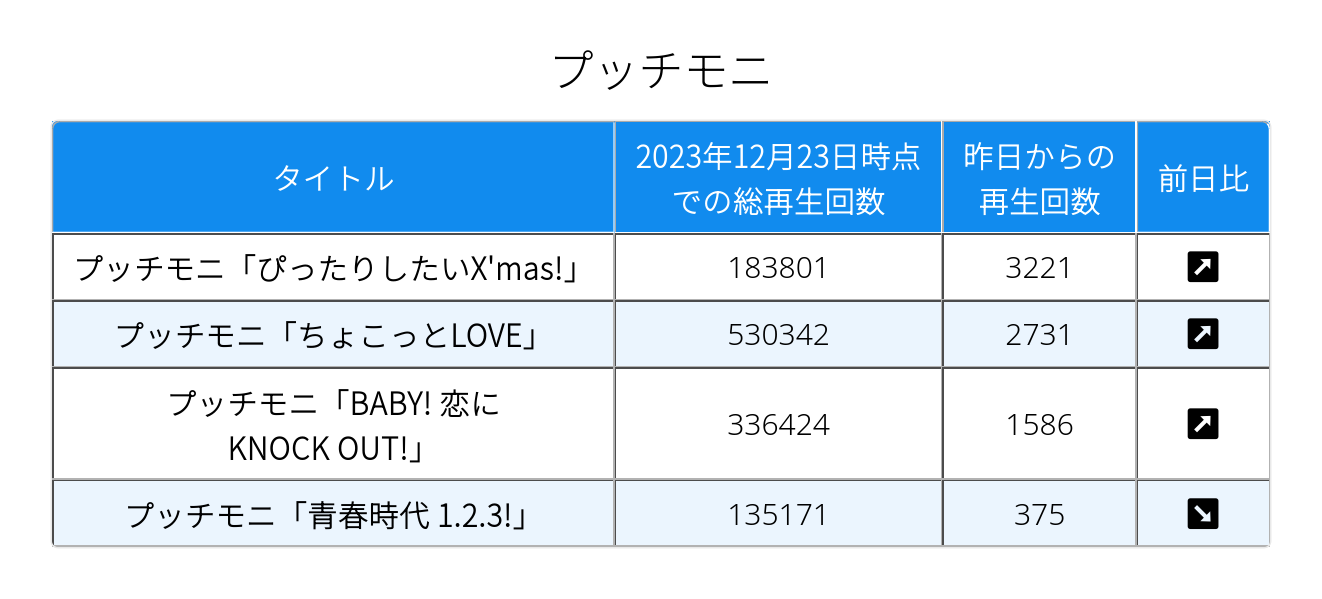 プッチモニ
タイトル
2023年12月23日時点
での総再生回数
昨日からの
再生回数
前日比
プッチモニ「ぴったりしたいX'mas!」
183801
3221
プッチモニ「ちょこっとLOVE」
530342
2731
プッチモニ「BABY! 恋に
KNOCK OUT!」
336424
1586
プッチモニ「青春時代 1.2.3!」
135171
375